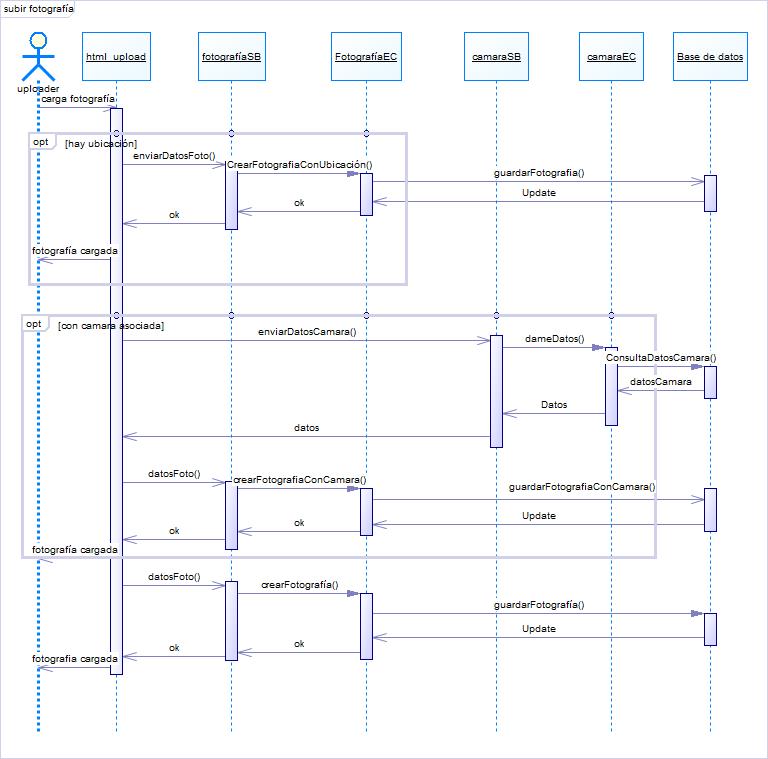 subir fotografía
html_upload
fotografíaSB
FotografíaEC
camaraSB
camaraEC
Base de datos
uploader
carga fotografía
opt
[hay ubicación]
enviarDatosFoto()
CrearFotografiaConUbicación()
guardarFotografia()
Update
ok
ok
fotografía cargada
opt
[con camara asociada]
enviarDatosCamara()
dameDatos()
ConsultaDatosCamara()
datosCamara
Datos
datos
datosFoto()
crearFotografiaConCamara()
guardarFotografiaConCamara()
Update
ok
ok
fotografía cargada
datosFoto()
crearFotografía()
guardarFotografía()
Update
ok
ok
fotografia cargada